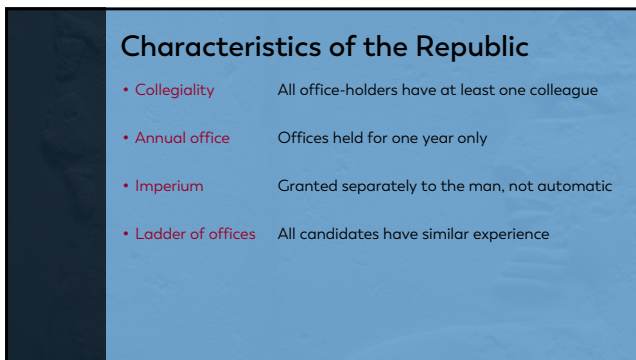 Characteristics of the Republic
• Collegiality All office-holders have at least one colleague
• Annual office Offices held for one year only
• Imperium Granted separately to the man, not automatic
• Ladder of offices All candidates have similar experience